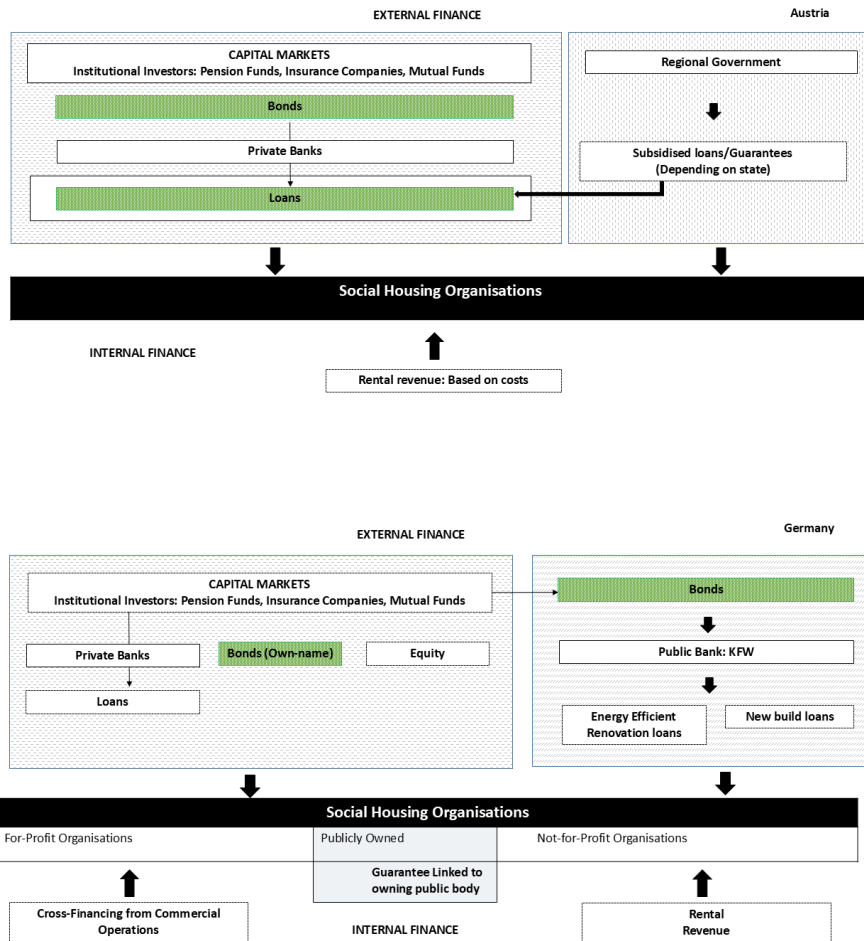 EXTERNAL FINANCE
Austria
CAPITAL MARKETS
Institutional Investors: Pension Funds, Insurance Companies, Mutual Funds
Bonds
Private Banks
Loans
Regional Government
Subsidised loans/Guarantees
(Depending on state)
Social Housing Organisations
INTERNAL FINANCE
Rental revenue: Based on costs
EXTERNAL FINANCE
Germany
CAPITAL MARKETS
Institutional Investors: Pension Funds, Insurance Companies, Mutual Funds
Private Banks
Bonds (Own-name)
Equity
Loans
Bonds
Public Bank: KFW
Energy Efficient
Renovation loans
New build loans
Social Housing Organisations
For-Profit Organisations
Publicly Owned
Not-for-Profit Organisations
Guarantee Linked to
owning public body
Cross-Financing from Commercial
Operations
INTERNAL FINANCE
Rental
Revenue